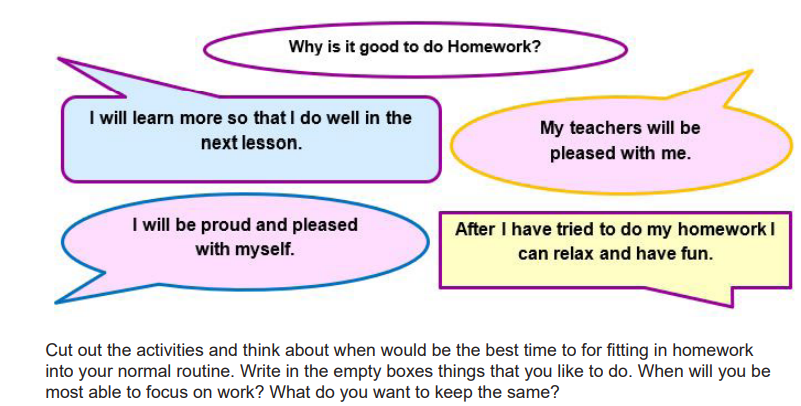 Why is it good to do Homework?
I will learn more so that I do well in the
next lesson.
My teachers will be
pleased with me.
I will be proud and pleased
with myself.
After I have tried to do my homework I
can relax and have fun.
Cut out the activities and think about when would be the best time to for fitting in homework
into your normal routine. Write in the empty boxes things that you like to do. When will you be
most able to focus on work? What do you want to keep the same?